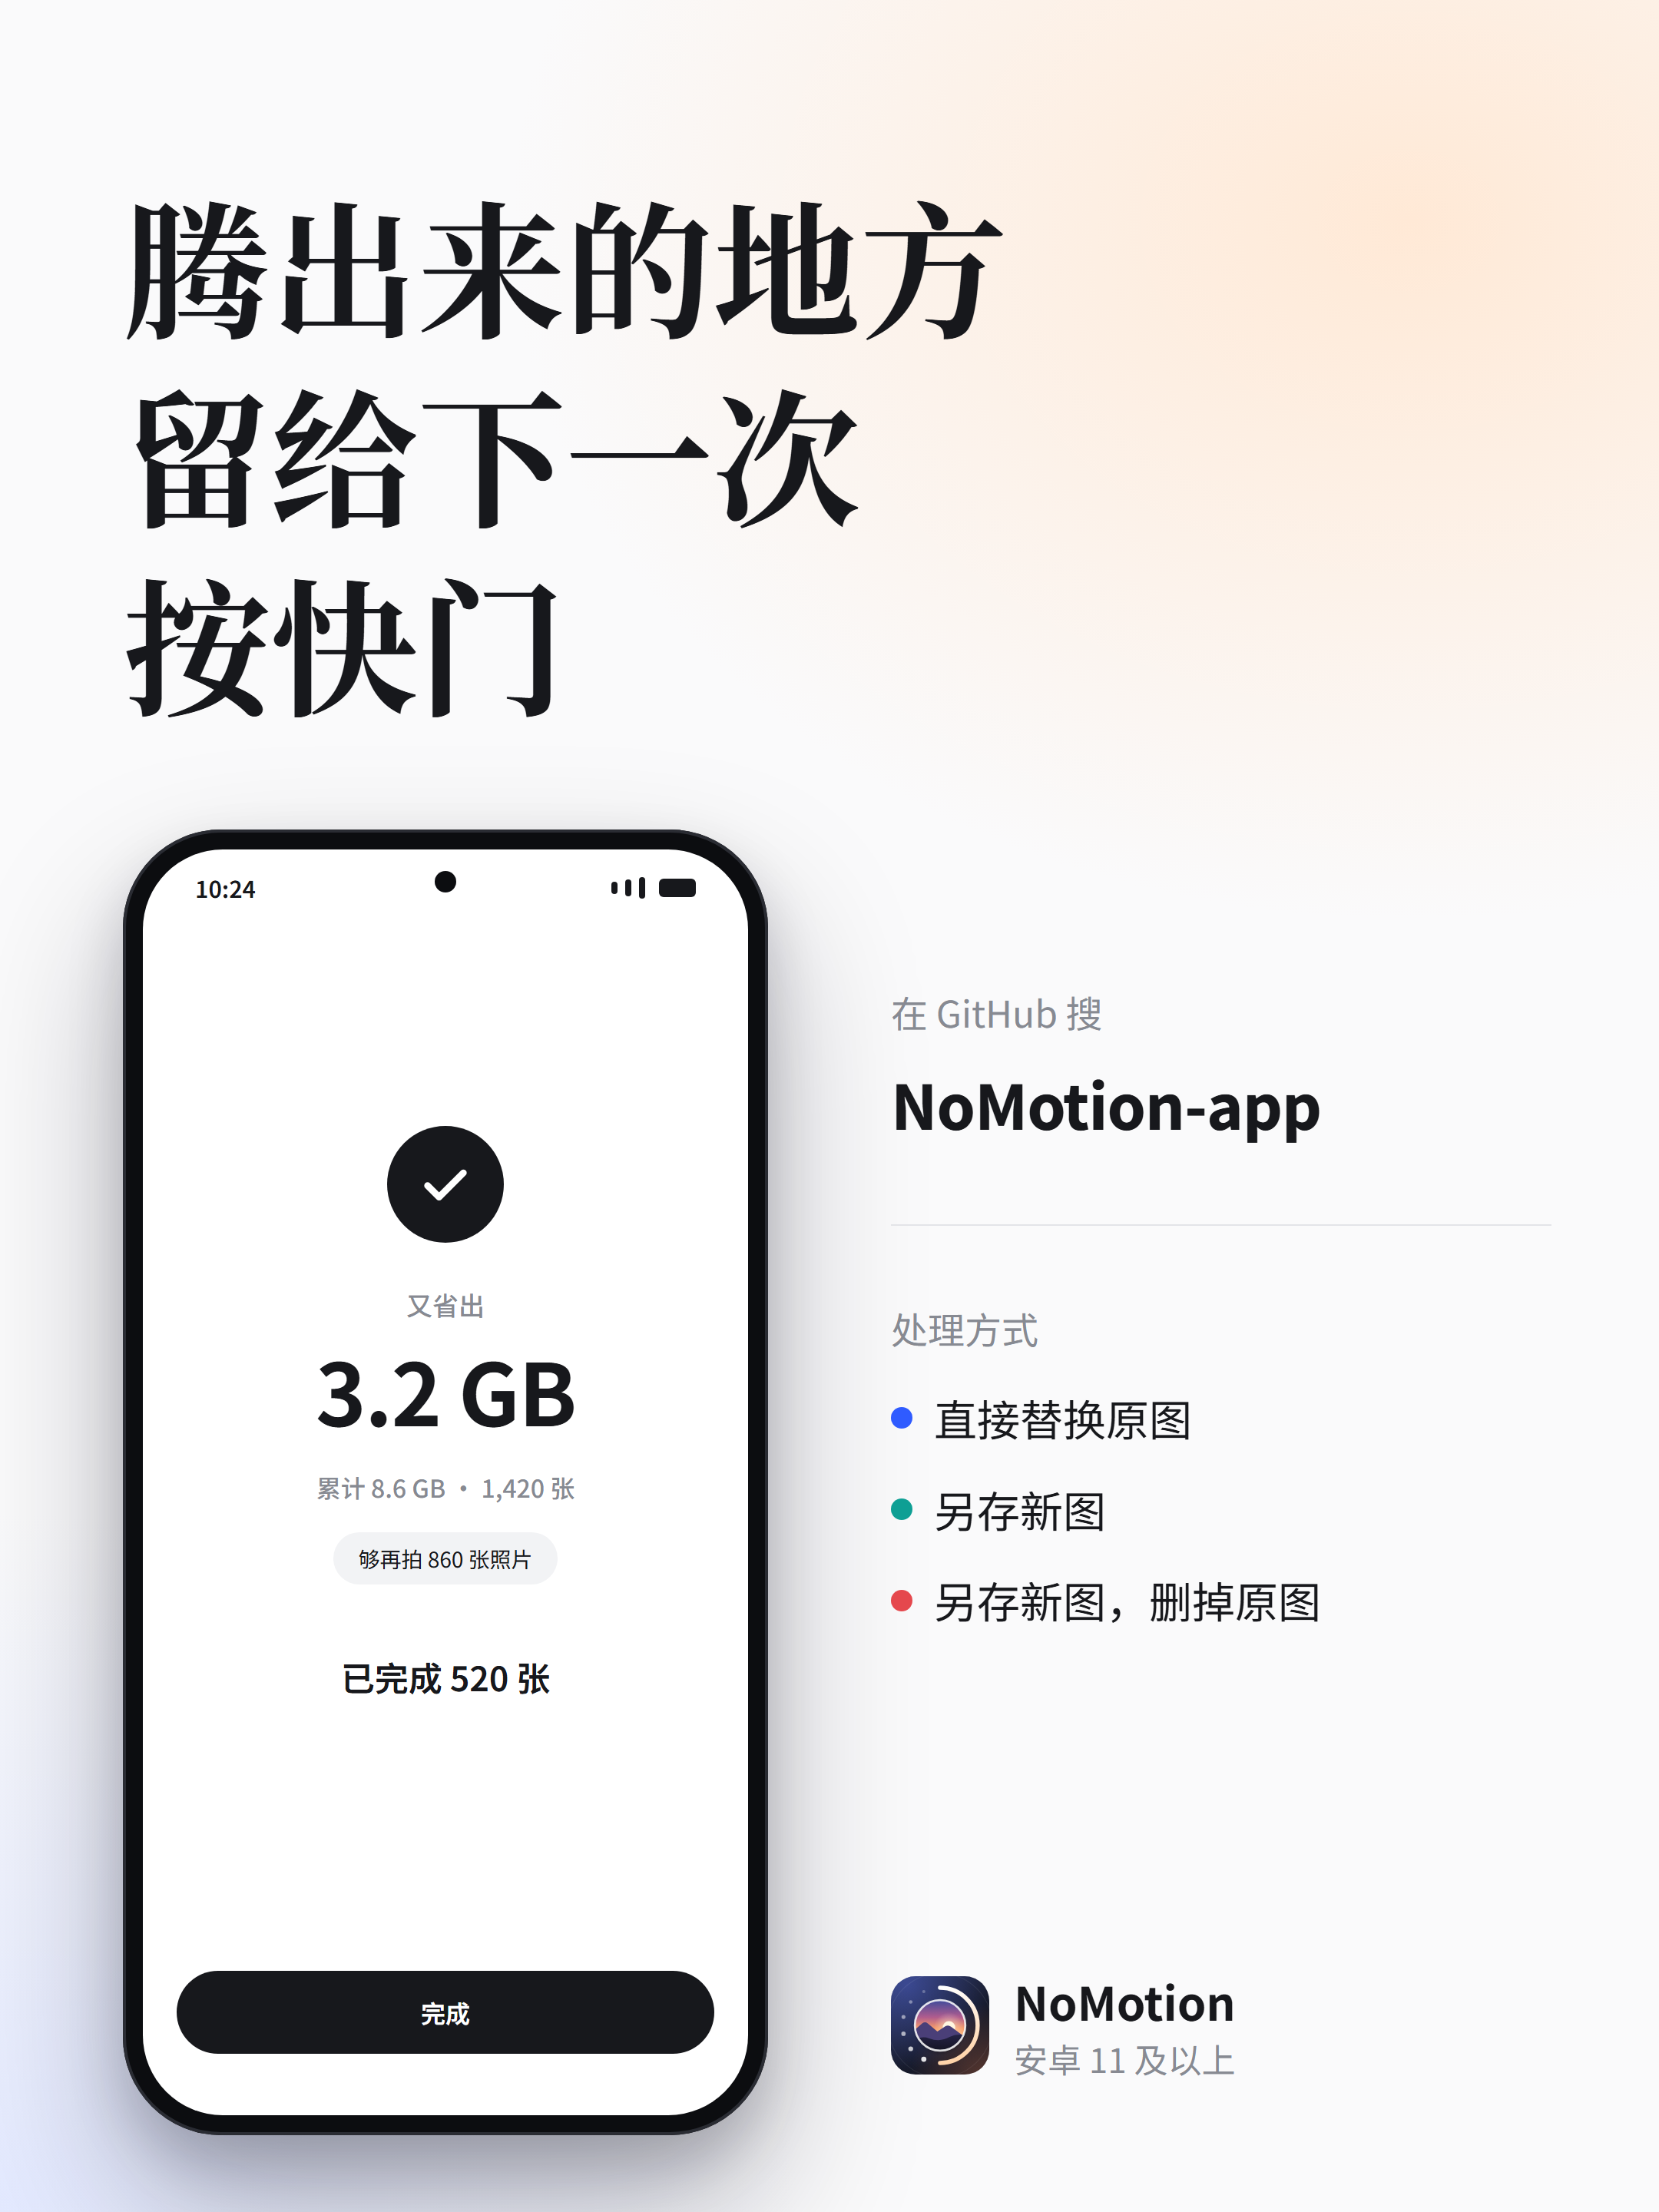 腾出来的地方
留给下一次
按快门
10:24
又省出
3.2 GB
累计 8.6 GB · 1,420 张
够再拍 860 张照片
已完成 520 张
完成
在 GitHub 搜
NoMotion-app
处理方式
直接替换原图
另存新图
另存新图，删掉原图
NoMotion
安卓 11 及以上